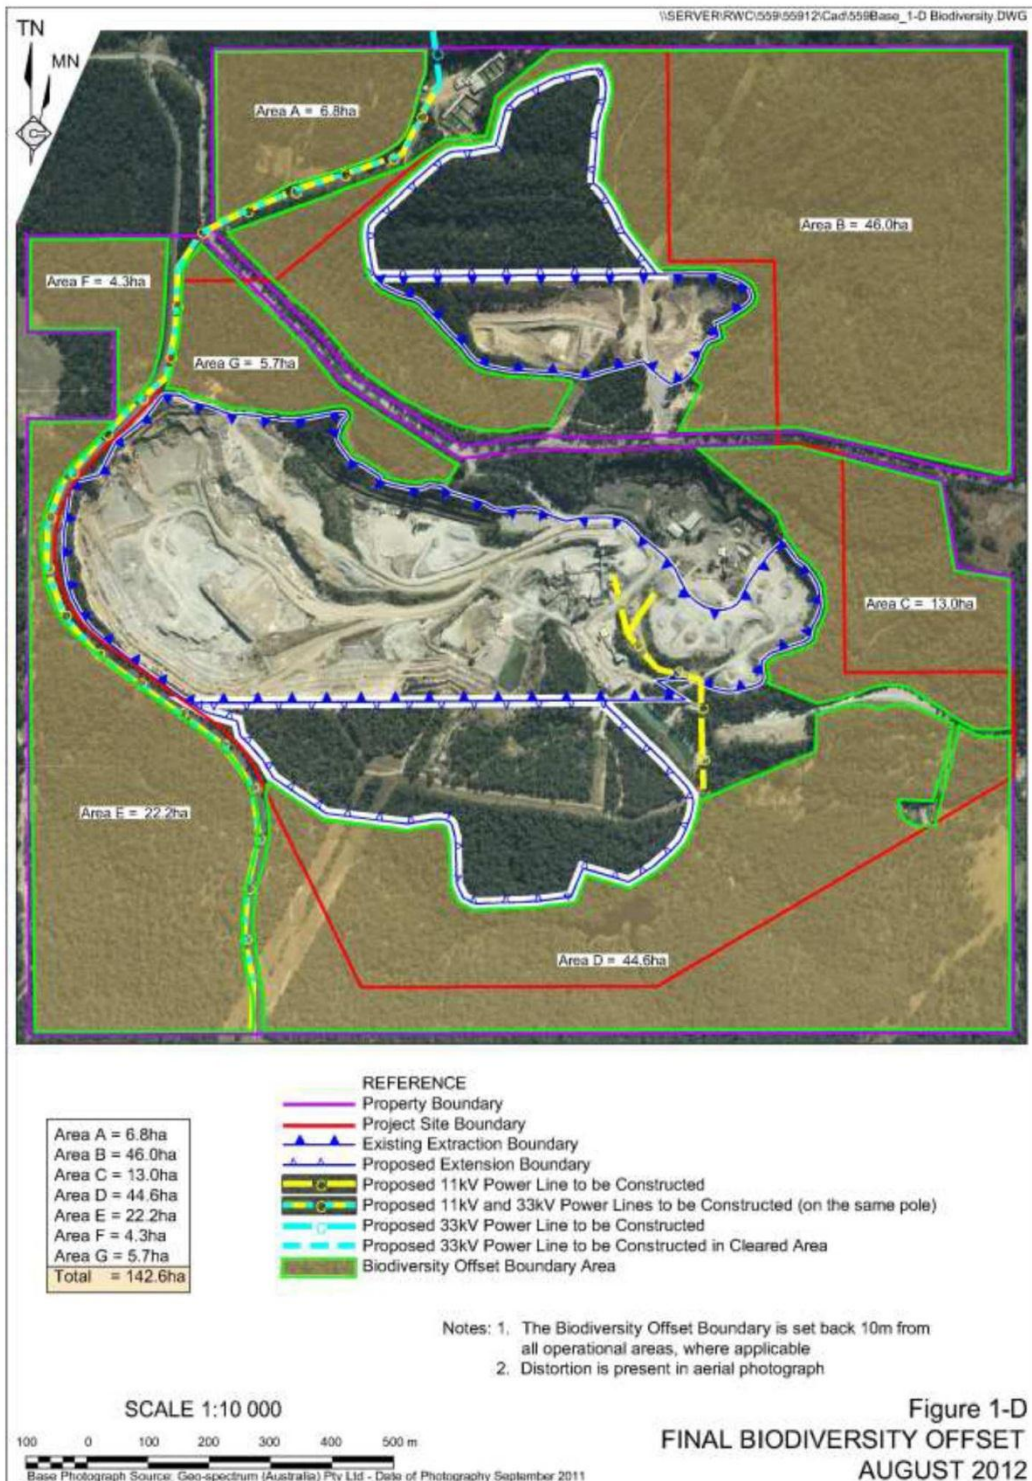 \\SERVER\RWC\559\55912\Cad\559Base_1-D Biodiversity.DWG
TN
MN
Area A = 6.8ha
Area B = 46.0ha
Area F = 4.3ha
Area G = 5.7ha
Area C = 13.0ha
Area E = 22.2ha
Area D = 44.6ha
REFERENCE
Property Boundary
Project Site Boundary
Existing Extraction Boundary
Proposed Extension Boundary
Proposed 11kV Power Line to be Constructed
Proposed 11kV and 33kV Power Lines to be Constructed (on the same pole)
Proposed 33kV Power Line to be Constructed
Proposed 33kV Power Line to be Constructed in Cleared Area
Biodiversity Offset Boundary Area
Area A = 6.8ha
Area B = 46.0ha
Area C = 13.0ha
Area D = 44.6ha
Area E = 22.2ha
Area F = 4.3ha
Area G = 5.7ha
Total = 142.6ha
Notes: 1. The Biodiversity Offset Boundary is set back 10m from
all operational areas, where applicable
2. Distortion is present in aerial photograph
SCALE 1:10 000
100 0 100 200 300 400 500 m
Base Photograph Source: Geo-spectrum (Australia) Pty Ltd - Date of Photography September 2011
Figure 1-D
FINAL BIODIVERSITY OFFSET
AUGUST 2012